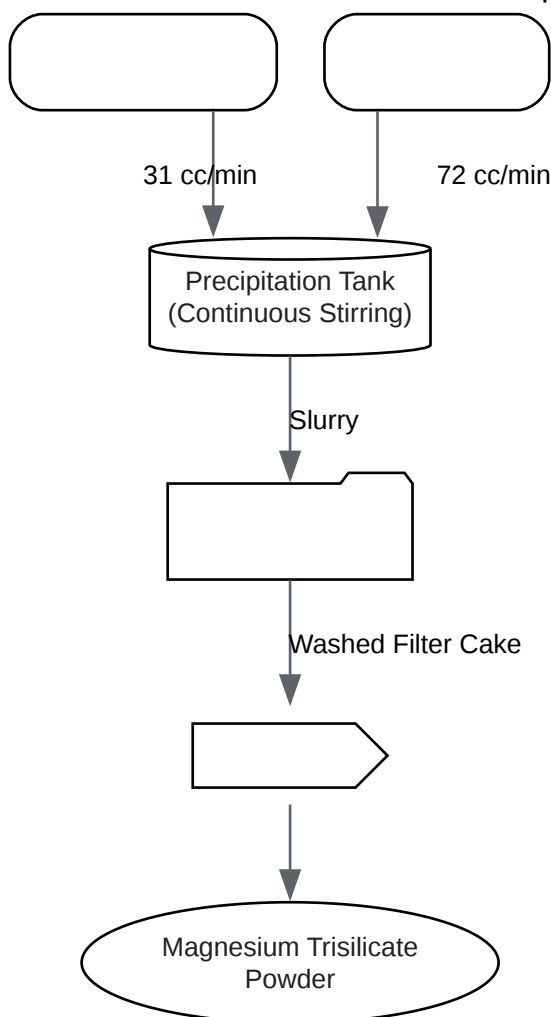 31 cc/min
72 cc/min
Precipitation Tank
(Continuous Stirring)
Slurry
Washed Filter Cake
Magnesium Trisilicate
Powder